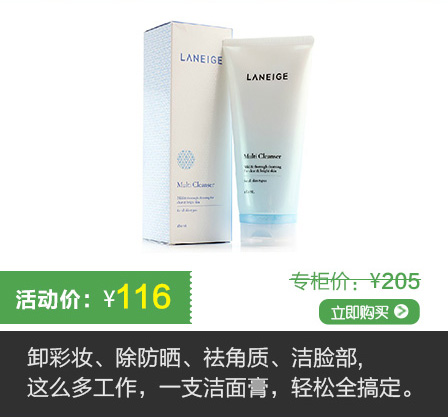 LANEIGE
LANEIGE
Multi Cleanser
Multi Cleanser
专柜价：¥205
活动价：¥116
立即购买 >
卸彩妆、除防晒、祛角质、洁脸部，
这么多工作，一支洁面膏，轻松全搞定。